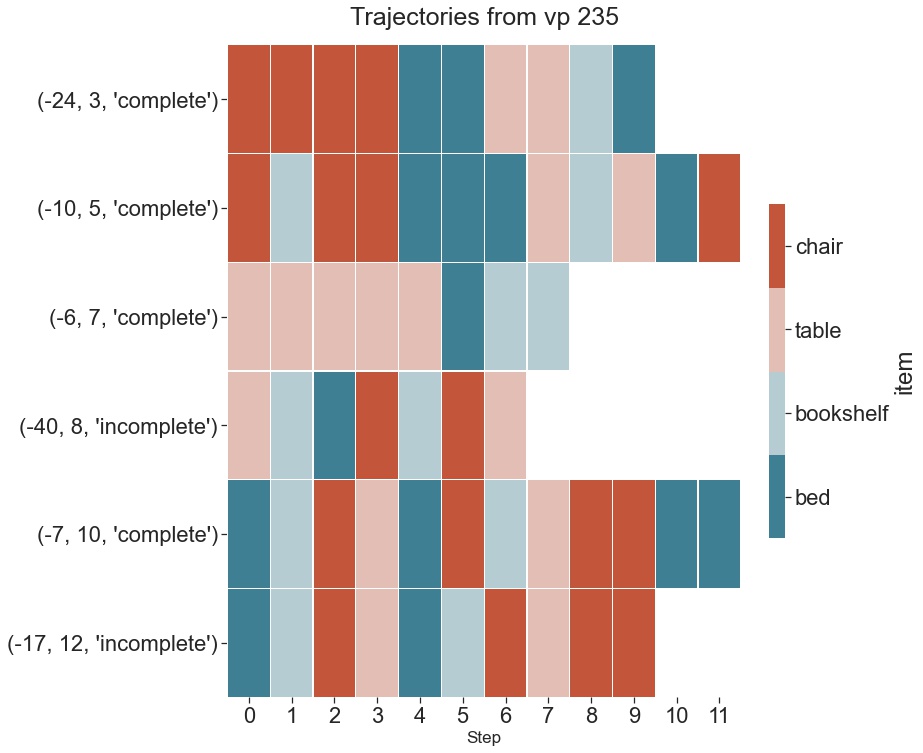 Trajectories from vp 235
(-24, 3, 'complete')
(-10, 5, 'complete')
(-6, 7, 'complete')
(-40, 8, 'incomplete')
(-7, 10, 'complete')
(-17, 12, 'incomplete')
0 1 2 3 4 5 6 7 8 9 10 11
Step
chair
table
bookshelf
bed
item